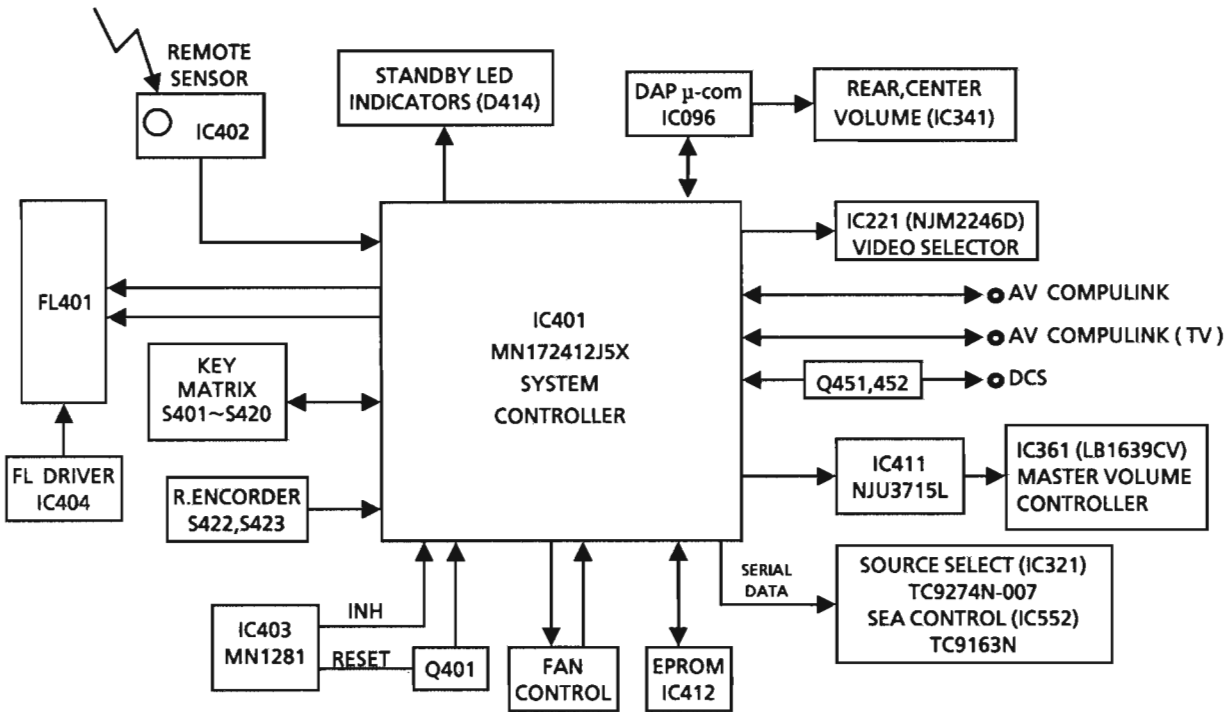 REMOTE
SENSOR
IC402
STANDBY LED
INDICATORS (D414)
DAP μ-com
IC096
REAR,CENTER
VOLUME (IC341)
FL401
IC401
MN172412J5X
SYSTEM
CONTROLLER
IC221 (NJM2246D)
VIDEO SELECTOR
AV COMPULINK
AV COMPULINK ( TV )
Q451,452
DCS
KEY
MATRIX
S401~S420
FL DRIVER
IC404
R.ENCORDER
S422,S423
IC411
NJU3715L
IC361 (LB1639CV)
MASTER VOLUME
CONTROLLER
IC403
MN1281
INH
RESET
Q401
FAN
CONTROL
EPROM
IC412
SERIAL
DATA
SOURCE SELECT (IC321)
TC9274N-007
SEA CONTROL (IC552)
TC9163N